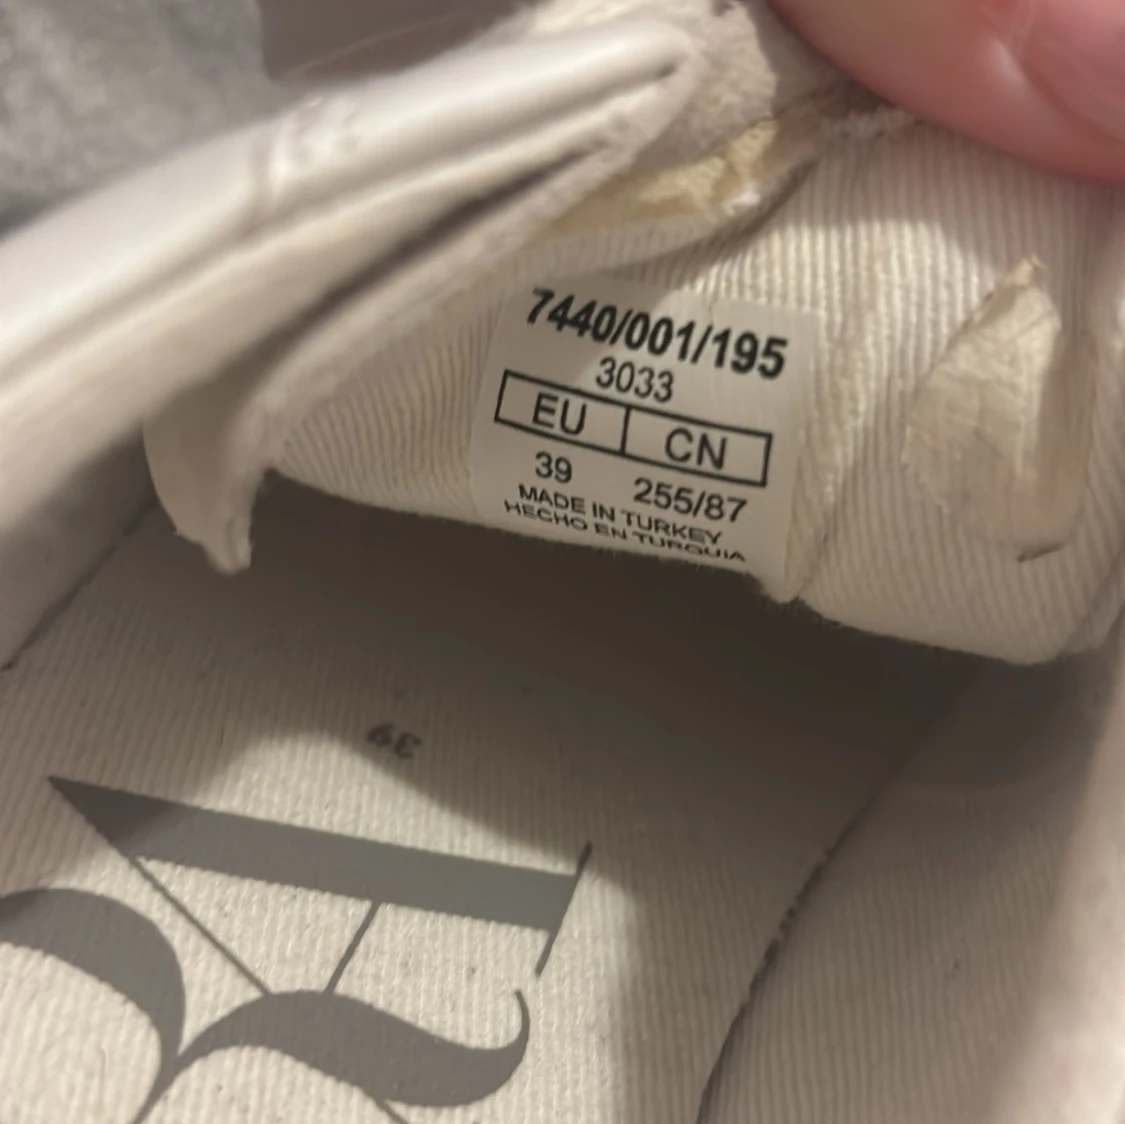 7440/001/195
3033
EU CN
39 255/87
MADE IN TURKEY
HECHO EN TURQUIA
39